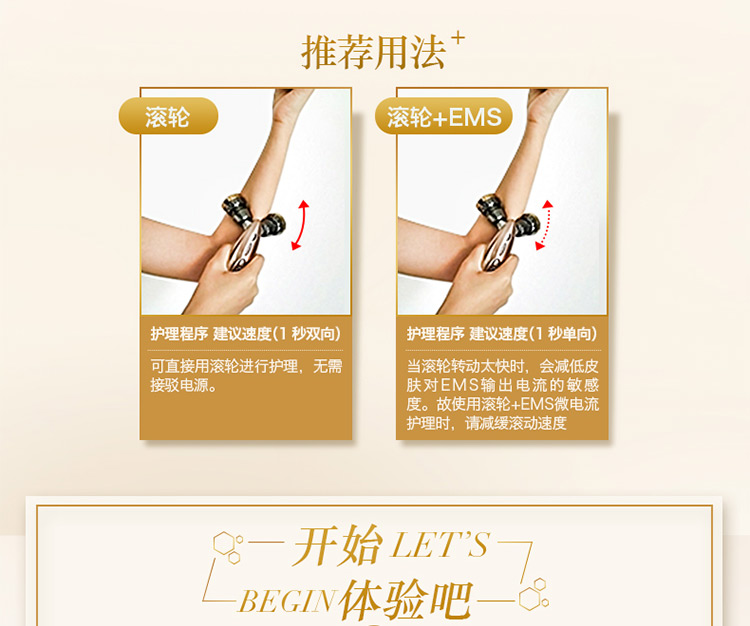 推荐用法+
滚轮
护理程序 建议速度(1 秒双向)
可直接用滚轮进行护理，无需
接驳电源。
滚轮+EMS
护理程序 建议速度(1 秒单向)
当滚轮转动太快时，会减低皮
肤对EMS输出电流的敏感
度。故使用滚轮+EMS微电流
护理时，请减缓滚动速度
开始 LET'S
BEGIN体验吧